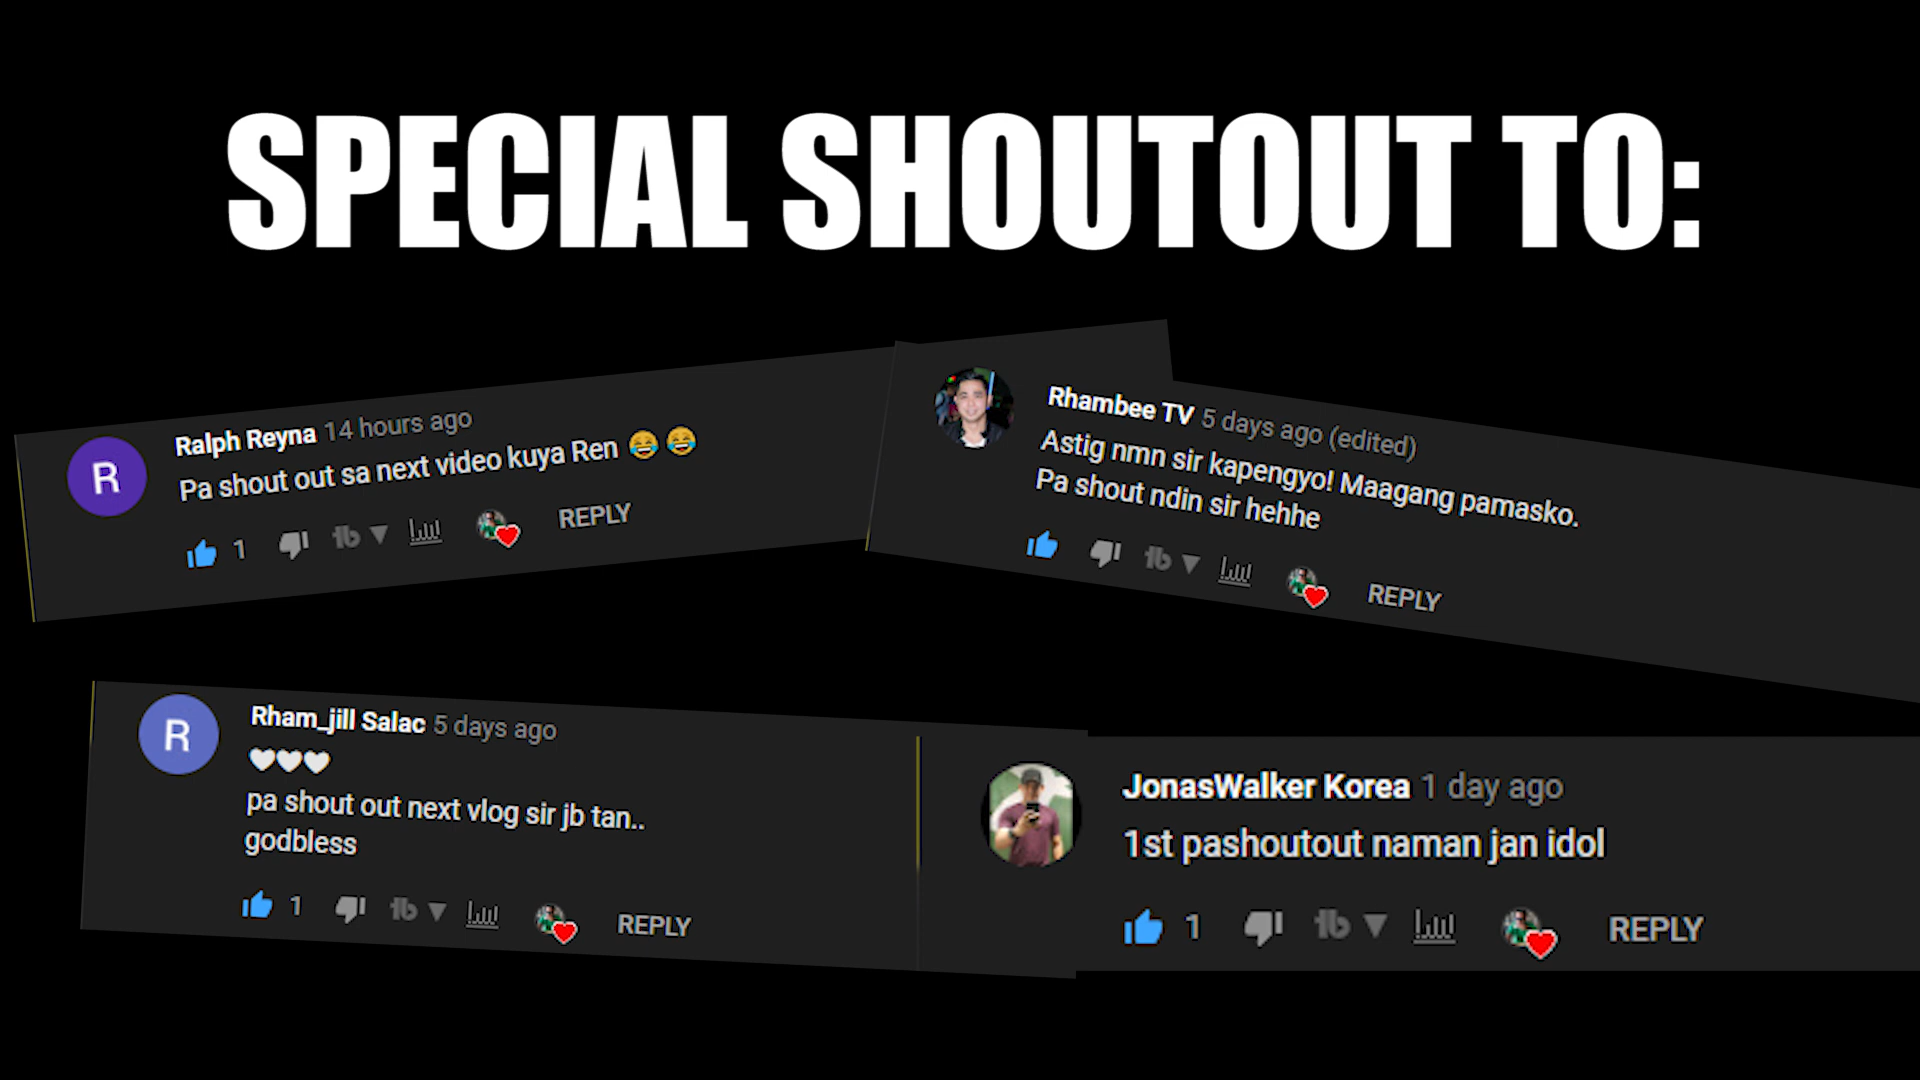 SPECIAL SHOUTOUT TO:
R
Ralph Reyna 14 hours ago
Pa shout out sa next video kuya Ren 😂 😂
1 REPLY
Rhambee TV 5 days ago (edited)
Astig nmn sir kapengyo! Maagang pamasko.
Pa shout ndin sir hehhe
REPLY
R
Rham_jill Salac 5 days ago
🤍🤍🤍
pa shout out next vlog sir jb tan..
godbless
1 REPLY
JonasWalker Korea 1 day ago
1st pashoutout naman jan idol
1 REPLY